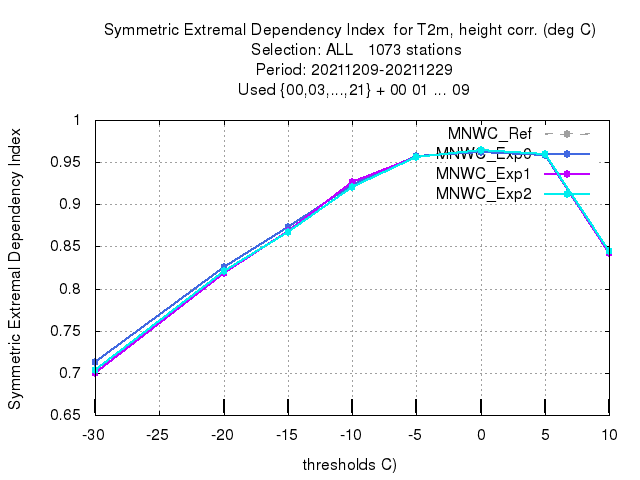 Symmetric Extremal Dependency Index  for T2m, height corr. (deg C)
Selection: ALL   1073 stations
Period: 20211209-20211229
Used {00,03,...,21} + 00 01 ... 09
Symmetric Extremal Dependency Index
1
0.95
0.9
0.85
0.8
0.75
0.7
0.65
MNWC_Ref
MNWC_Exp0
MNWC_Exp1
MNWC_Exp2
-30 -25 -20 -15 -10 -5 0 5 10
thresholds C)